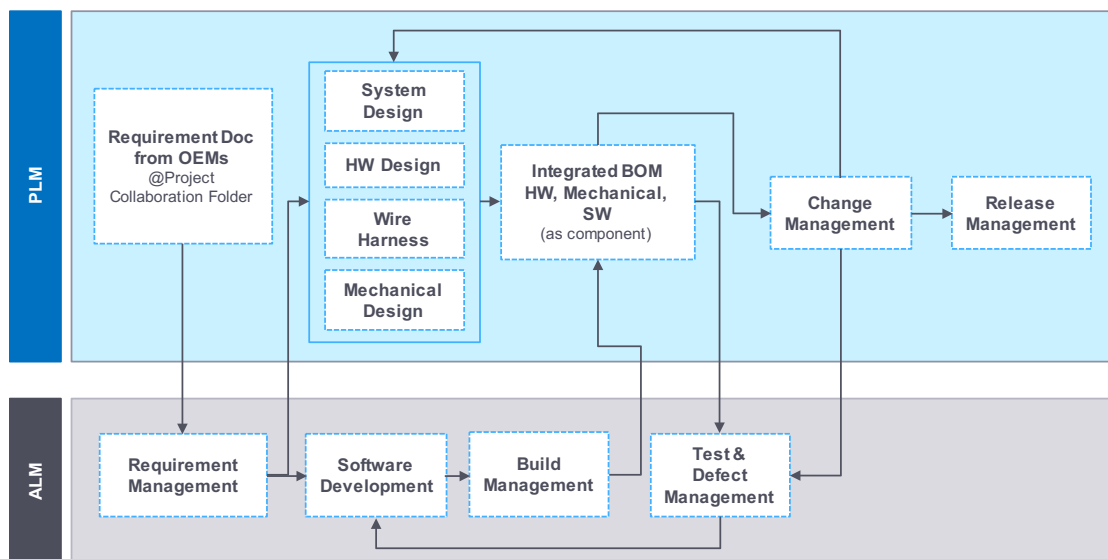 PLM
Requirement Doc
from OEMs
@Project
Collaboration Folder
System
Design
HW Design
Wire
Harness
Mechanical
Design
Integrated BOM
HW, Mechanical,
SW
(as component)
Change
Management
Release
Management
ALM
Requirement
Management
Software
Development
Build
Management
Test &
Defect
Management